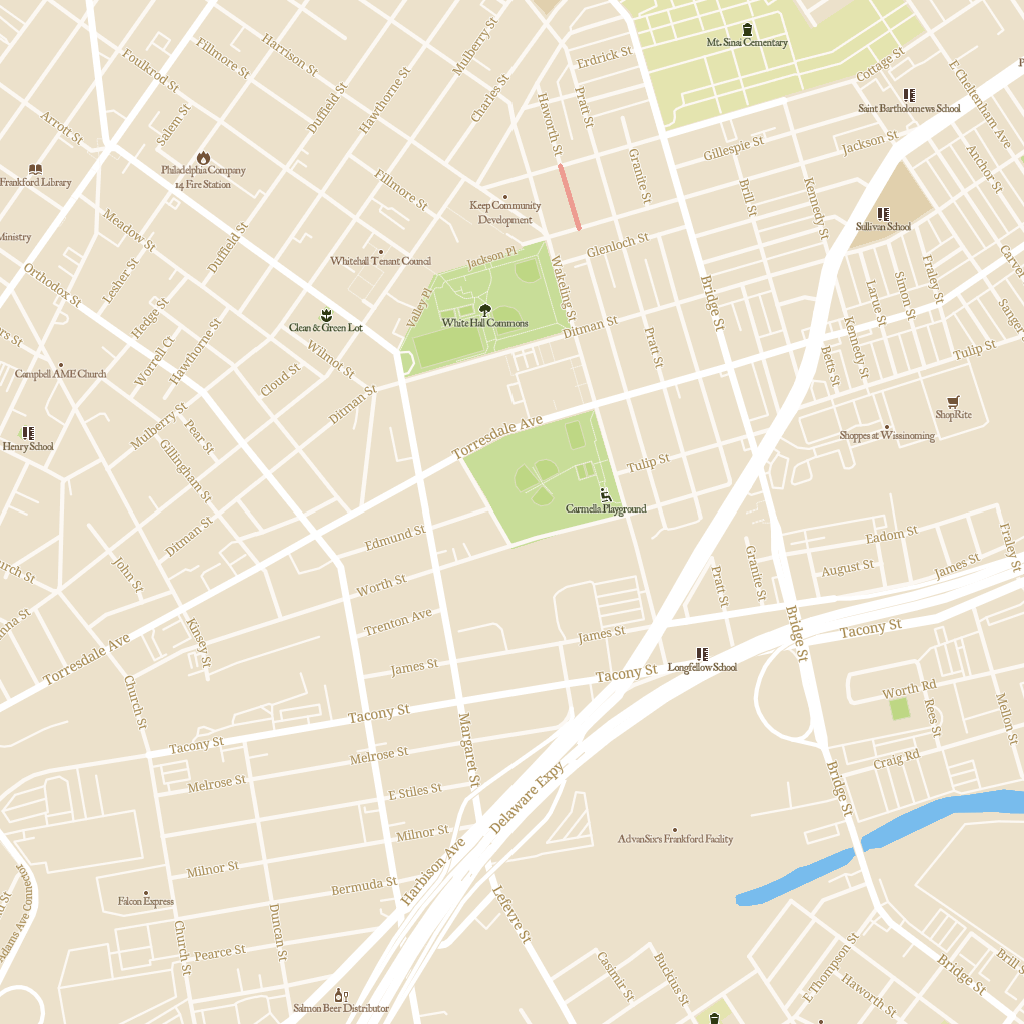 Mt. Sinai Cementary
Erdrick St
Mulberry St
Harrison St
Fillmore St
Foulkrod St
Cottage St
E Cheltenham Ave
Saint Bartholomews School
Charles St
Hawthorne St
Duffield St
Pratt St
Haworth St
Salem St
Arrott St
Jackson St
Gillespie St
Anchor St
Philadelphia Company
14 Fire Station
Frankford Library
Granite St
Fillmore St
Brill St
Kennedy St
Keep Community
Development
Sullivan School
Meadow St
Ministry
Duffield St
Glenloch St
Jackson Pl
Whitehall Tenant Council
Carver
Fraley St
Simon St
Larue St
Lesher St
Orthodox St
Wakeling St
Bridge St
Valley Pl
White Hall Commons
Clean & Green Lot
Hedge St
Ditman St
Sanger
Kennedy St
Pratt St
Tulip St
Betts St
Wilmot St
Worrell Ct
Hawthorne St
Cloud St
Campbell AME Church
Ditman St
ShopRite
Shoppes at Wissinoming
Mulberry St
Pear St
Torresdale Ave
Henry School
Gillingham St
Tulip St
Carmella Playground
Ditman St
Edmund St
Eadom St
Fraley St
August St
James St
Granite St
Pratt St
John St
Worth St
Trenton Ave
Kinsey St
James St
Bridge St
Tacony St
Torresdale Ave
James St
Longfellow School
Tacony St
Church St
Worth Rd
Rees St
Mellon St
Tacony St
Tacony St
Margaret St
Melrose St
Craig Rd
Melrose St
Bridge St
E Stiles St
Delaware Expy
Milnor St
AdvanSix's Frankford Facility
Milnor St
Harbison Ave
Bermuda St
Falcon Express
Adams Ave Connector
Lefevre St
Church St
Duncan St
Pearce St
Casimir St
Buckius St
E Thompson St
Haworth St
Bridge St
Brill St
Salmon Beer Distributor